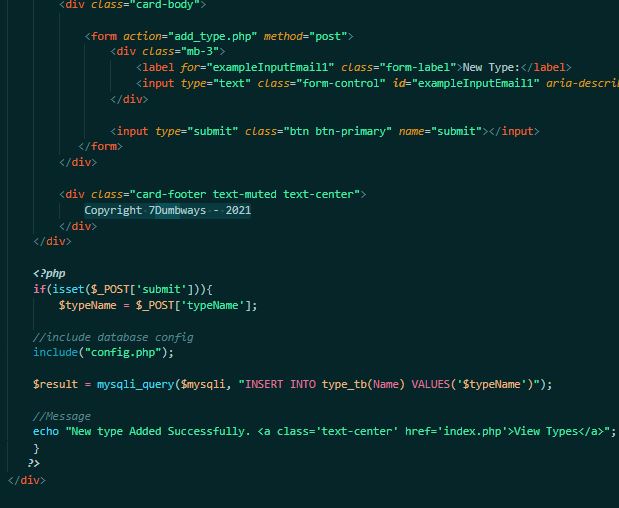 <div class="card-body">
<form action="add_type.php" method="post">
<div class="mb-3">
<label for="exampleInputEmail1" class="form-label">New Type:</label>
<input type="text" class="form-control" id="exampleInputEmail1" aria-describ
</div>
<input type="submit" class="btn btn-primary" name="submit"></input>
</form>
</div>
<div class="card-footer text-muted text-center">
Copyright 7Dumbways - 2021
</div>
</div>
<?php
if(isset($_POST['submit'])){
$typeName = $_POST['typeName'];
//include database config
include("config.php");
$result = mysqli_query($mysqli, "INSERT INTO type_tb(Name) VALUES('$typeName')");
//Message
echo "New type Added Successfully. <a class='text-center' href='index.php'>View Types</a>";
}
?>
</div>